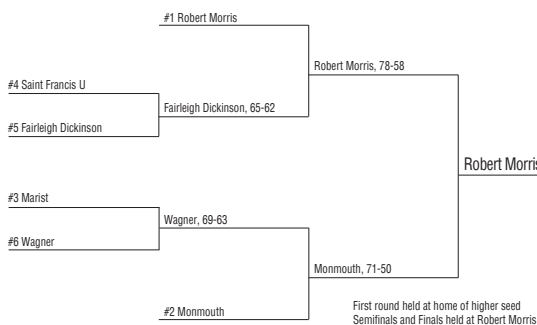 #1 Robert Morris
Robert Morris, 78-58
#4 Saint Francis U
Fairleigh Dickinson, 65-62
#5 Fairleigh Dickinson
Robert Morris
#3 Marist
Wagner, 69-63
#6 Wagner
Monmouth, 71-50
#2 Monmouth
First round held at home of higher seed
Semifinals and Finals held at Robert Morris